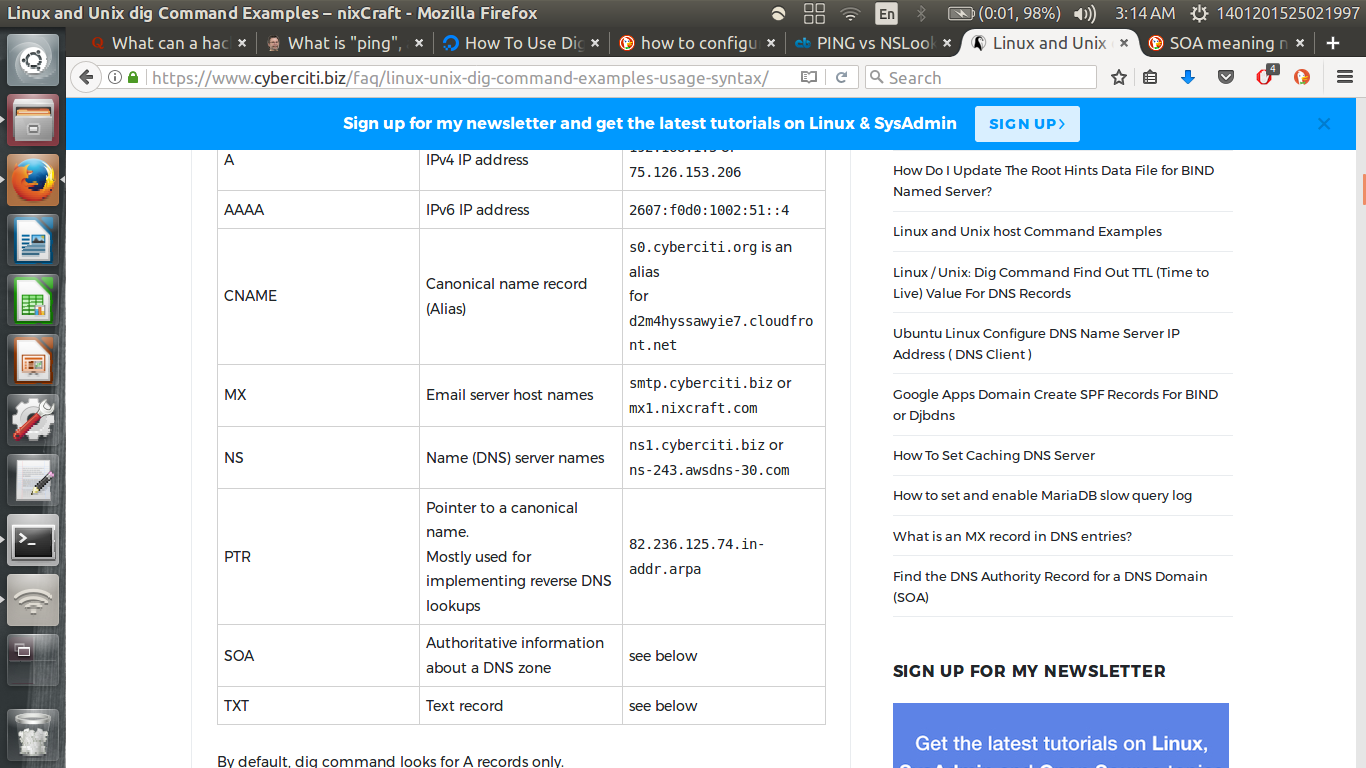 Linux and Unix dig Command Examples – nixCraft - Mozilla Firefox
En
(0:01, 98%)
3:14 AM
1401201525021997
What can a hac
What is "ping",
How To Use Dig
how to configu
PING vs NSLook
Linux and Unix
SOA meaning n
https://www.cyberciti.biz/faq/linux-unix-dig-command-examples-usage-syntax/
Search
4
Sign up for my newsletter and get the latest tutorials on Linux & SysAdmin
SIGN UP
A
IPv4 IP address
75.126.153.206
AAAA
IPv6 IP address
2607:f0d0:1002:51::4
CNAME
Canonical name record
(Alias)
s0.cyberciti.org is an
alias
for
d2m4hyssawyie7.cloudfro
nt.net
MX
Email server host names
smtp.cyberciti.biz or
mx1.nixcraft.com
NS
Name (DNS) server names
ns1.cyberciti.biz or
ns-243.awsdns-30.com
PTR
Pointer to a canonical
name.
Mostly used for
implementing reverse DNS
lookups
82.236.125.74.in-
addr.arpa
SOA
Authoritative information
about a DNS zone
see below
TXT
Text record
see below
By default, dig command looks for A records only.
How Do I Update The Root Hints Data File for BIND
Named Server?
Linux and Unix host Command Examples
Linux / Unix: Dig Command Find Out TTL (Time to
Live) Value For DNS Records
Ubuntu Linux Configure DNS Name Server IP
Address ( DNS Client )
Google Apps Domain Create SPF Records For BIND
or Djbdns
How To Set Caching DNS Server
How to set and enable MariaDB slow query log
What is an MX record in DNS entries?
Find the DNS Authority Record for a DNS Domain
(SOA)
SIGN UP FOR MY NEWSLETTER
Get the latest tutorials on Linux,